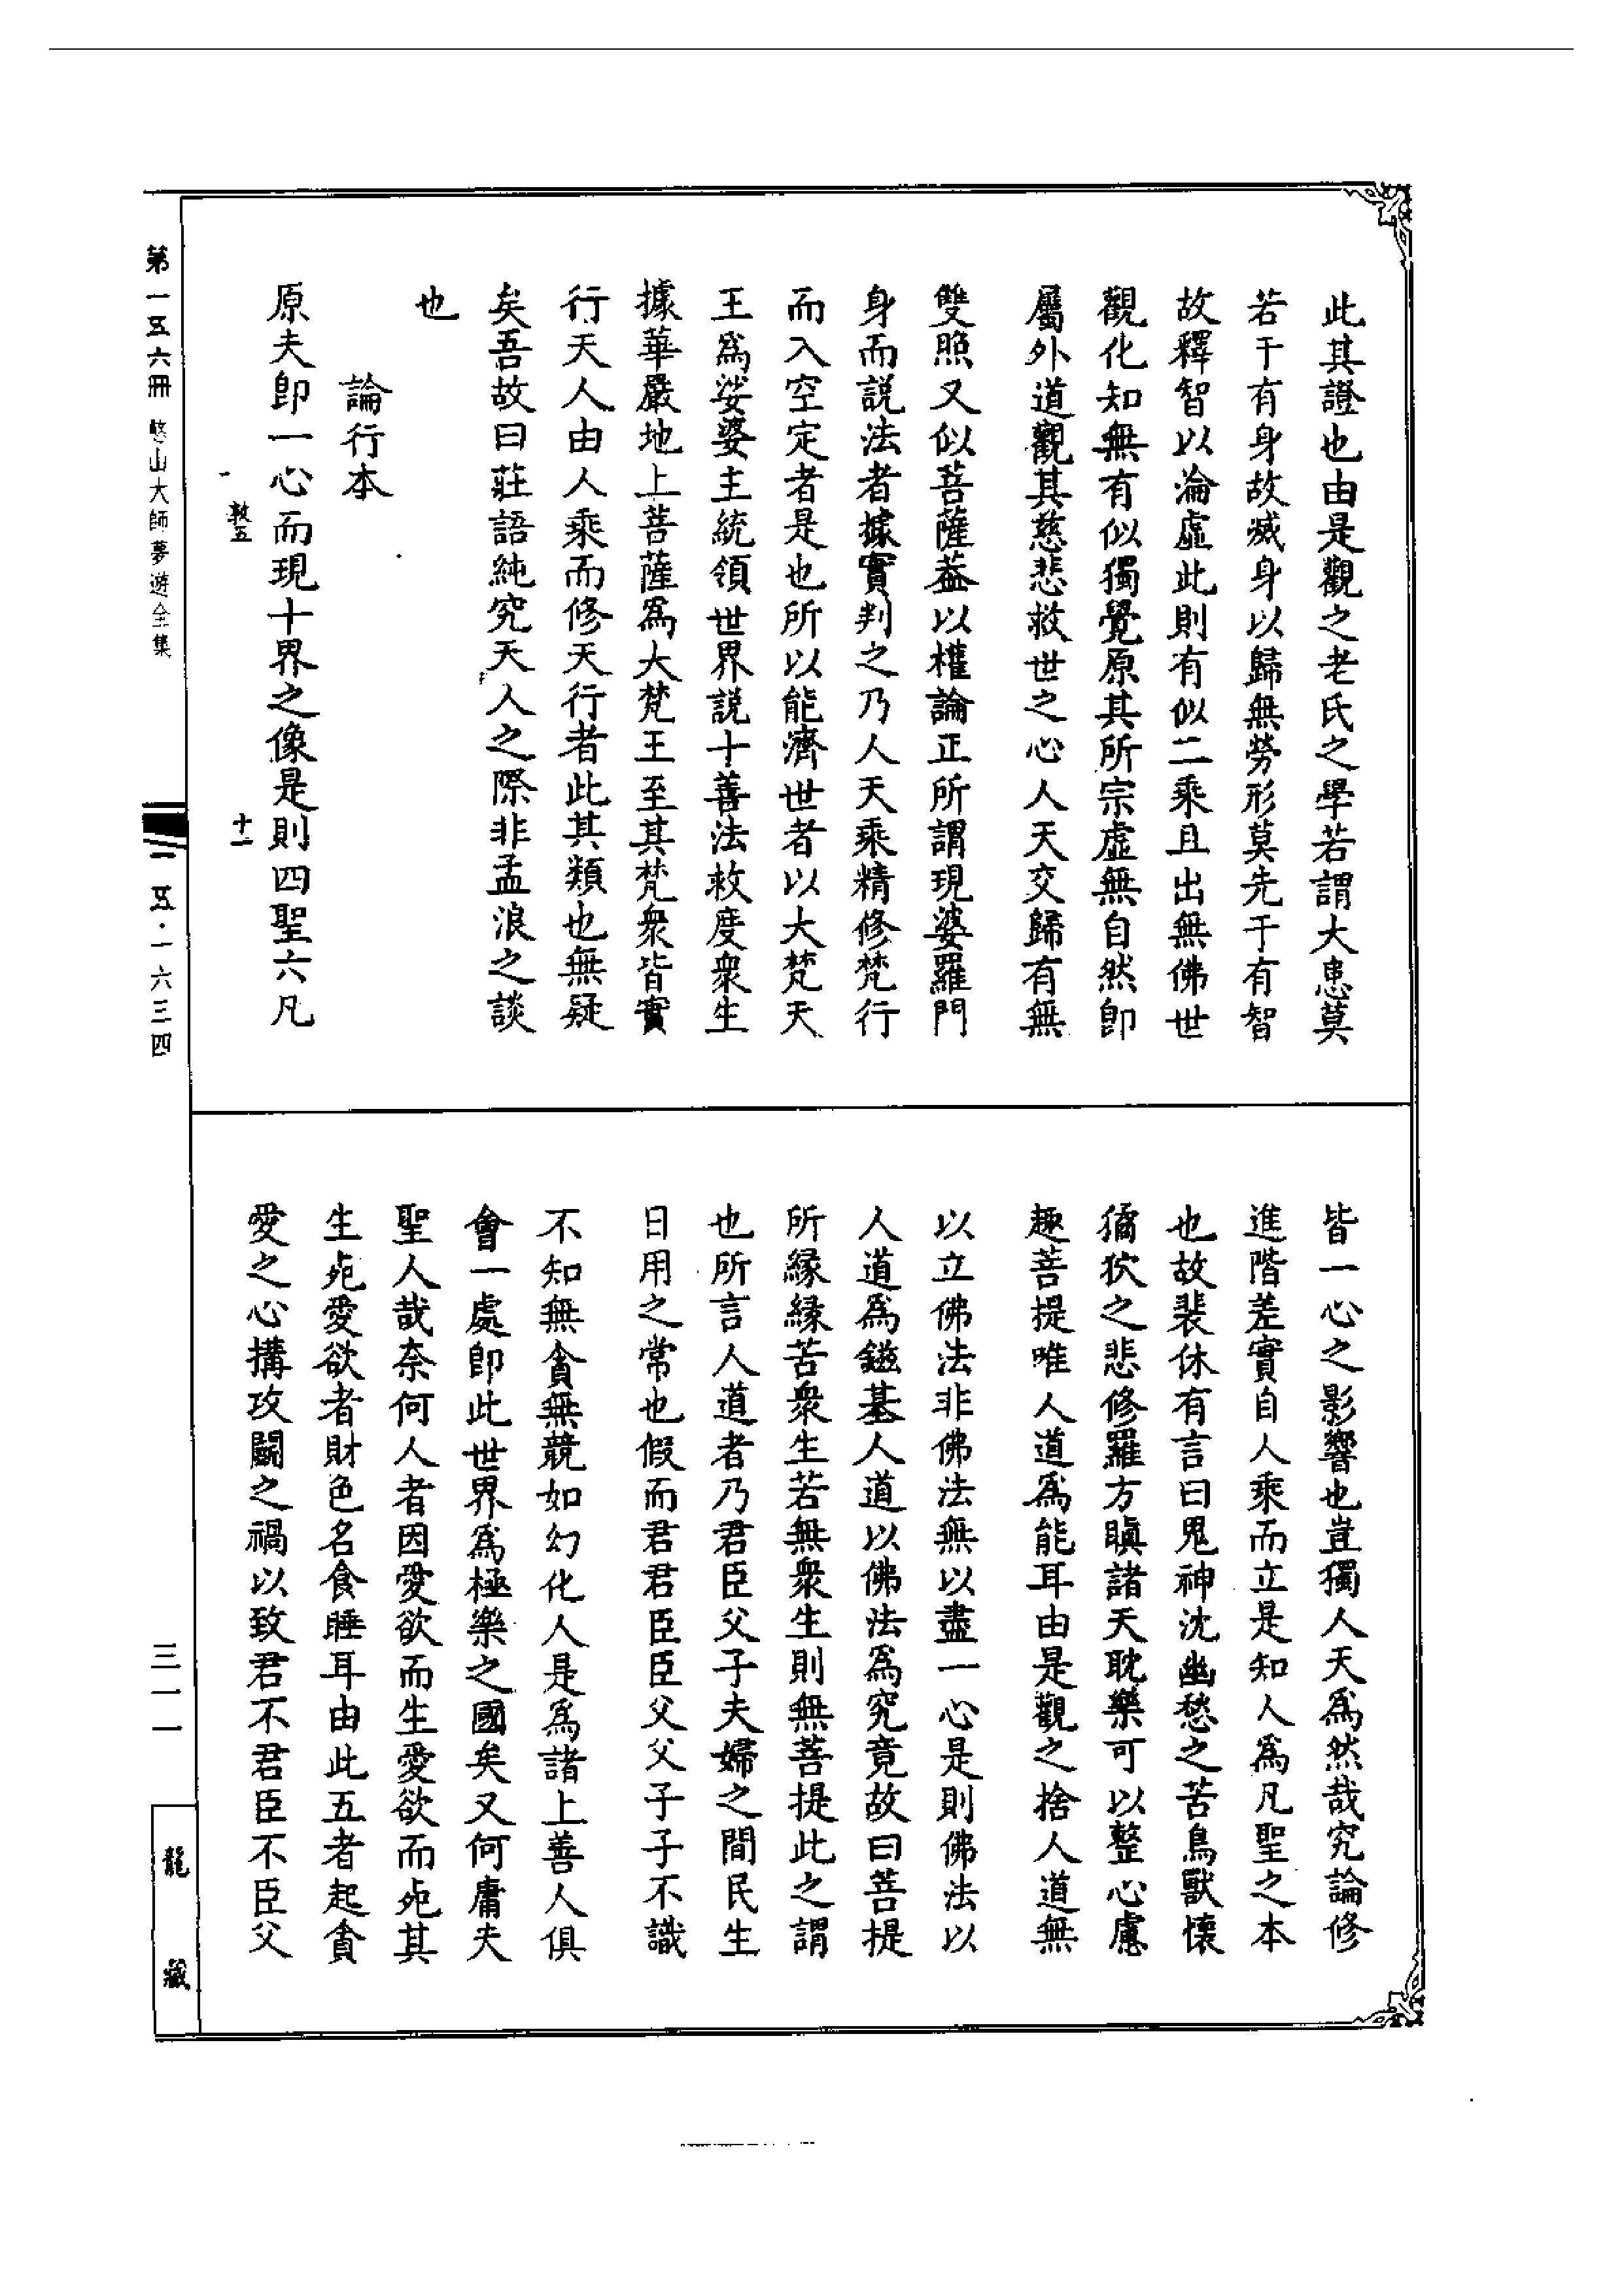 此其證也由是觀之老氏之學若謂大患莫
若于有身故滅身以歸無勞形莫先于有智
故釋智以淪虛此則有似二乘且出無佛世
觀化知無有似獨覺原其所宗虛無自然卽
屬外道觀其慈悲救世之心人天交歸有無
雙照又似菩薩葢以權論正所謂現婆羅門
身而説法者據實判之乃人天乘精修梵行
而入空定者是也所以能濟世者以大梵天
王爲娑婆主統領世界説十善法救度衆生
據華嚴地上菩薩爲大梵王至其梵衆皆實
行天人由人乘而修天行者此其類也無疑
矣吾故曰莊語純究天人之際非孟浪之談
也
論行本
原夫卽一心而現十界之像是則四聖六凡
皆一心之影響也豈獨人天爲然哉究論修
進階差實自人乘而立是知人爲凡聖之本
也故裴休有言曰鬼神沈幽愁之苦鳥獸懷
獝狘之悲修羅方瞋諸天耽樂可以整心慮
趣菩提唯人道爲能耳由是觀之捨人道無
以立佛法非佛法無以盡一心是則佛法以
人道爲鎡基人道以佛法爲究竟故曰菩提
所緣緣苦衆生若無衆生則無菩提此之謂
也所言人道者乃君臣父子夫婦之間民生
日用之常也假而君君臣臣父父子子不識
不知無貪無競如幻化人是爲諸上善人俱
會一處卽此世界爲極樂之國矣又何庸夫
聖人哉奈何人者因愛欲而生愛欲而死其
生死愛欲者財色名食睡耳由此五者起貪
愛之心搆攻鬬之禍以致君不君臣不臣父
第一五六冊 憨山大師夢遊全集
一 敦五
十一
一五·一六三四
三一一
龍藏